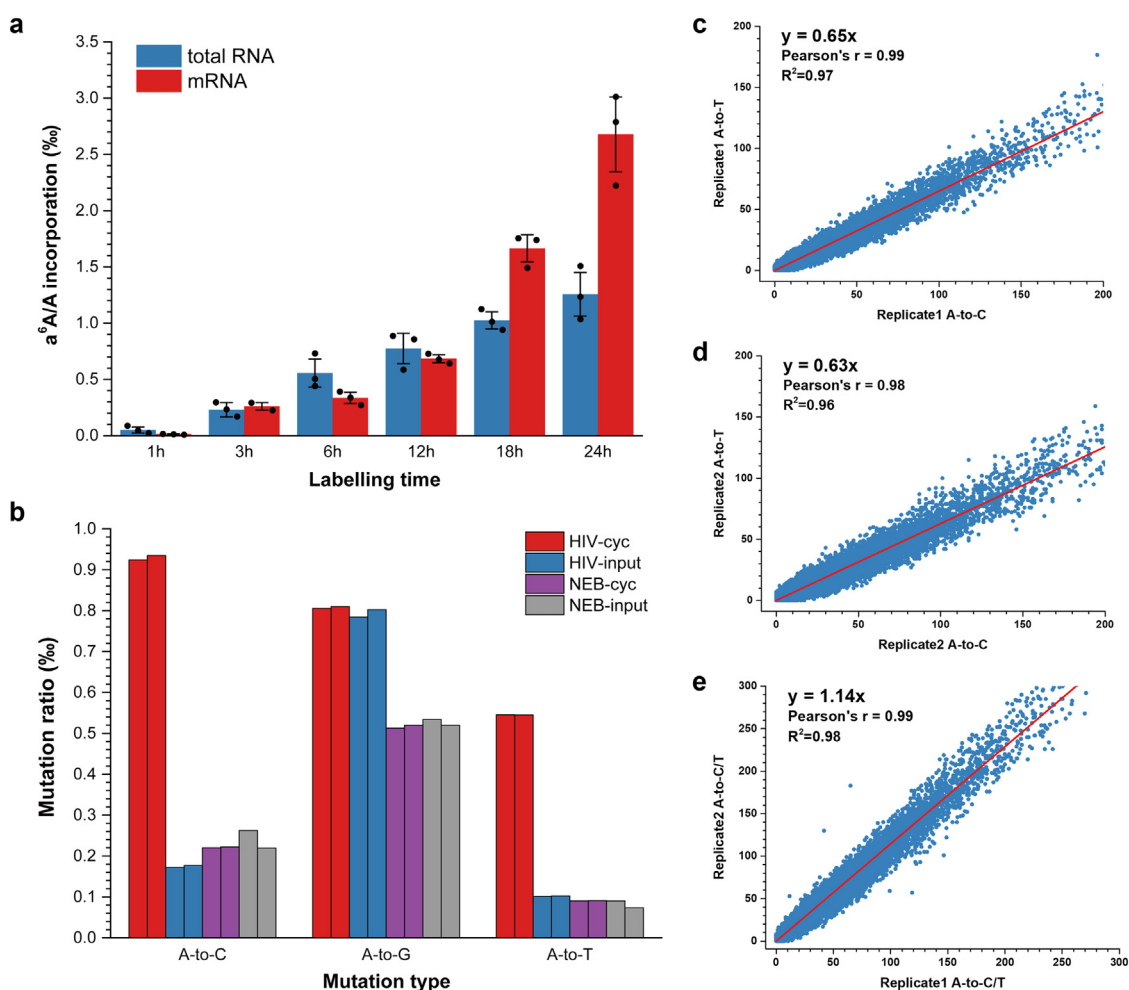 a
3.5
3.0
2.5
2.0
1.5
1.0
0.5
0.0
a⁶A/A incorporation (‰)
total RNA
mRNA
1h 3h 6h 12h 18h 24h
Labelling time
b
1.0
0.9
0.8
0.7
0.6
0.5
0.4
0.3
0.2
0.1
0.0
Mutation ratio (‰)
HIV-cyc
HIV-input
NEB-cyc
NEB-input
A-to-C A-to-G A-to-T
Mutation type
c
200
150
100
50
0
Replicate1 A-to-T
y = 0.65x
Pearson's r = 0.99
R²=0.97
0 50 100 150 200
Replicate1 A-to-C
d
200
150
100
50
0
Replicate2 A-to-T
y = 0.63x
Pearson's r = 0.98
R²=0.96
0 50 100 150 200
Replicate2 A-to-C
e
300
250
200
150
100
50
0
Replicate2 A-to-C/T
y = 1.14x
Pearson's r = 0.99
R²=0.98
0 50 100 150 200 250 300
Replicate1 A-to-C/T